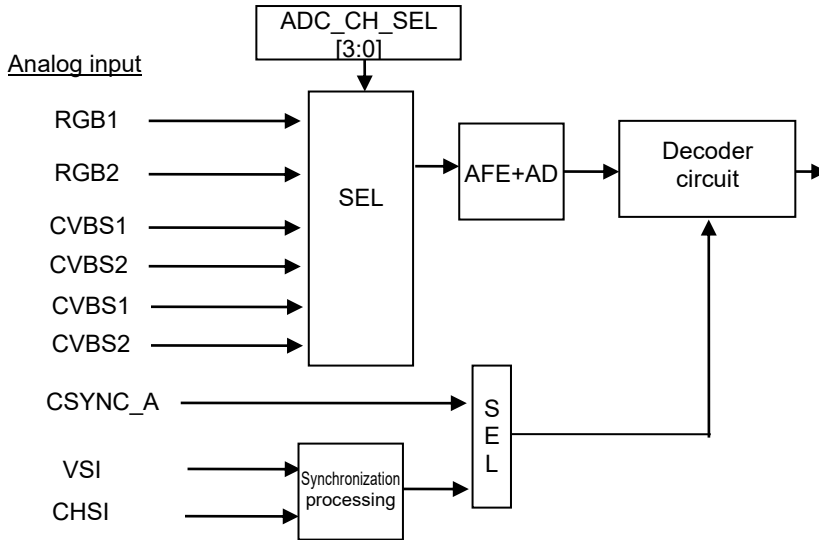 ADC_CH_SEL
[3:0]
Analog input
RGB1
RGB2
CVBS1
CVBS2
CVBS1
CVBS2
SEL
AFE+AD
Decoder
circuit
CSYNC_A
S
E
L
VSI
CHSI
Synchronization
processing